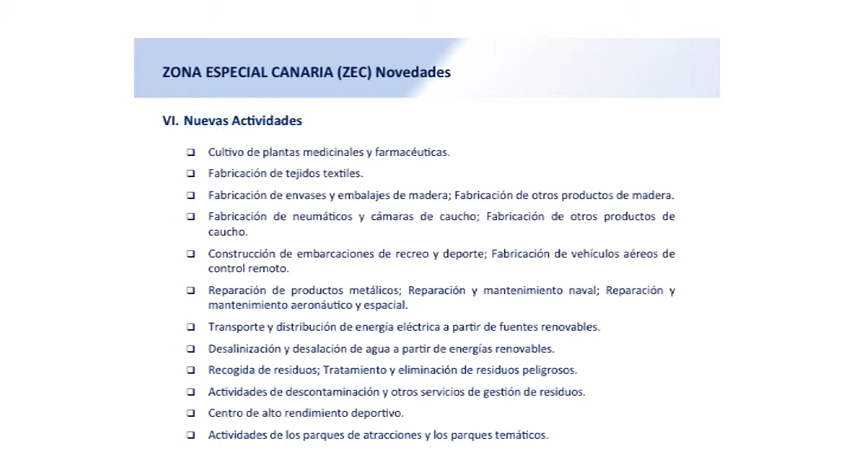 ZONA ESPECIAL CANARIA (ZEC) Novedades
VI. Nuevas Actividades
❑ Cultivo de plantas medicinales y farmacéuticas.
❑ Fabricación de tejidos textiles.
❑ Fabricación de envases y embalajes de madera; Fabricación de otros productos de madera.
❑ Fabricación de neumáticos y cámaras de caucho; Fabricación de otros productos de
caucho.
❑ Construcción de embarcaciones de recreo y deporte; Fabricación de vehículos aéreos de
control remoto.
❑ Reparación de productos metálicos; Reparación y mantenimiento naval; Reparación y
mantenimiento aeronáutico y espacial.
❑ Transporte y distribución de energía eléctrica a partir de fuentes renovables.
❑ Desalinización y desalación de agua a partir de energías renovables.
❑ Recogida de residuos; Tratamiento y eliminación de residuos peligrosos.
❑ Actividades de descontaminación y otros servicios de gestión de residuos.
❑ Centro de alto rendimiento deportivo.
❑ Actividades de los parques de atracciones y los parques temáticos.